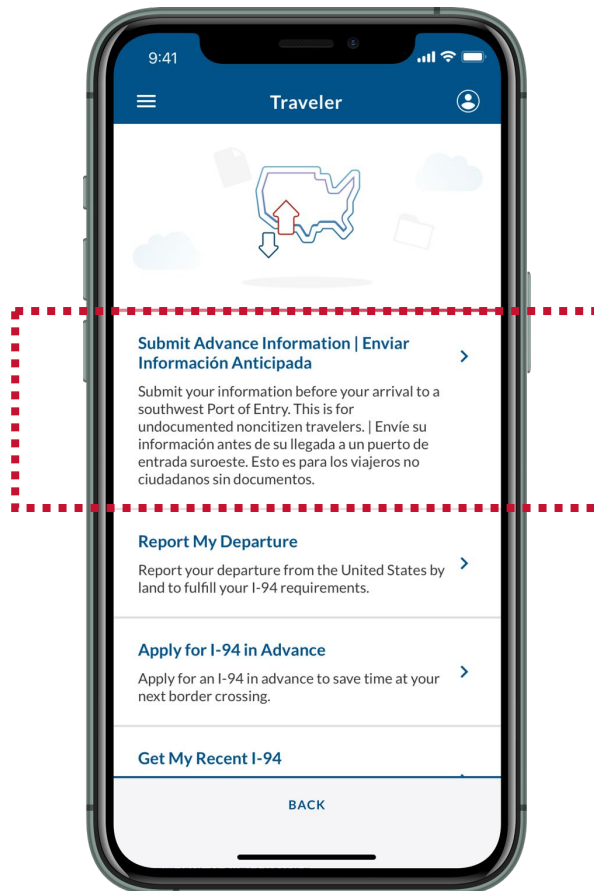 9:41
Traveler
Submit Advance Information | Enviar
Información Anticipada
Submit your information before your arrival to a
southwest Port of Entry. This is for
undocumented noncitizen travelers. | Envíe su
información antes de su llegada a un puerto de
entrada suroeste. Esto es para los viajeros no
ciudadanos sin documentos.
Report My Departure
Report your departure from the United States by
land to fulfill your I-94 requirements.
Apply for I-94 in Advance
Apply for an I-94 in advance to save time at your
next border crossing.
Get My Recent I-94
BACK